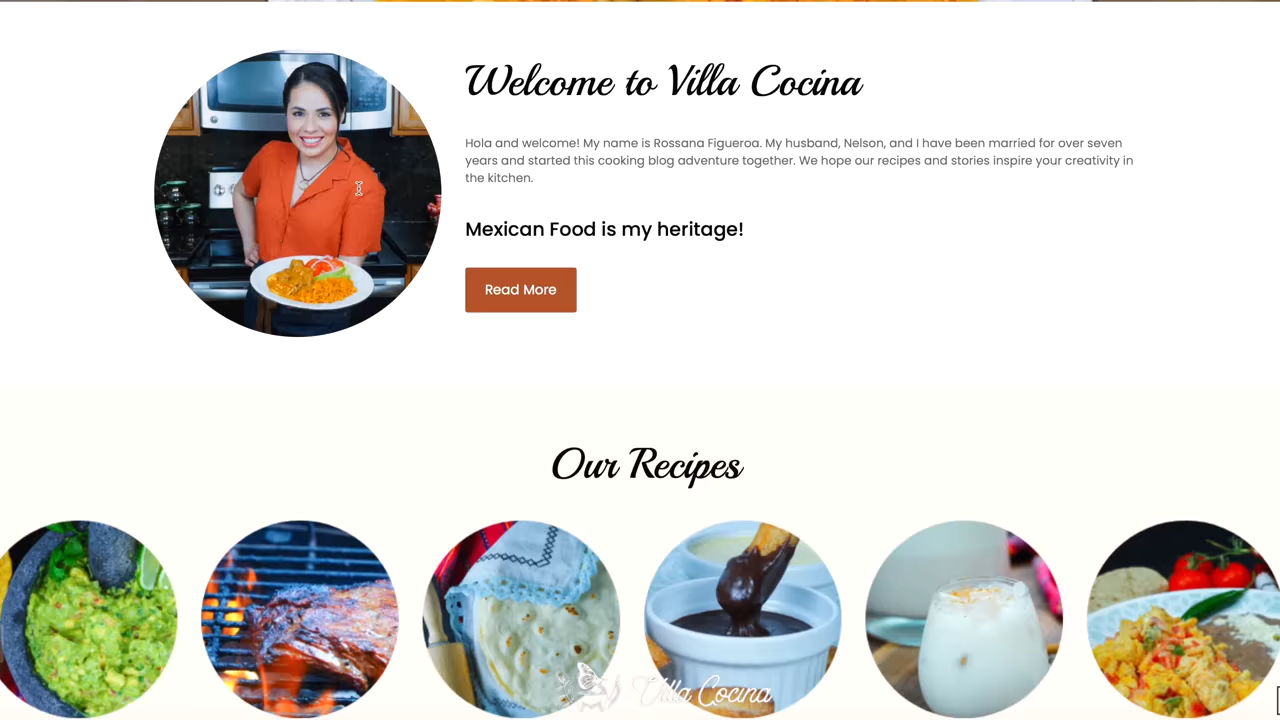 Welcome to Villa Cocina
Hola and welcome! My name is Rossana Figueroa. My husband, Nelson, and I have been married for over seven
years and started this cooking blog adventure together. We hope our recipes and stories inspire your creativity in
the kitchen.
Mexican Food is my heritage!
Read More
Our Recipes
Villa Cocina